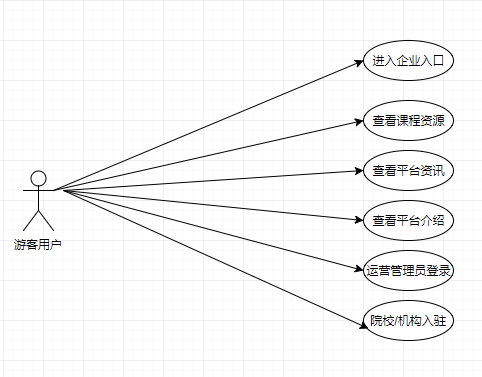 进入企业入口
查看课程资源
查看平台资讯
游客用户
查看平台介绍
运营管理员登录
院校/机构入驻